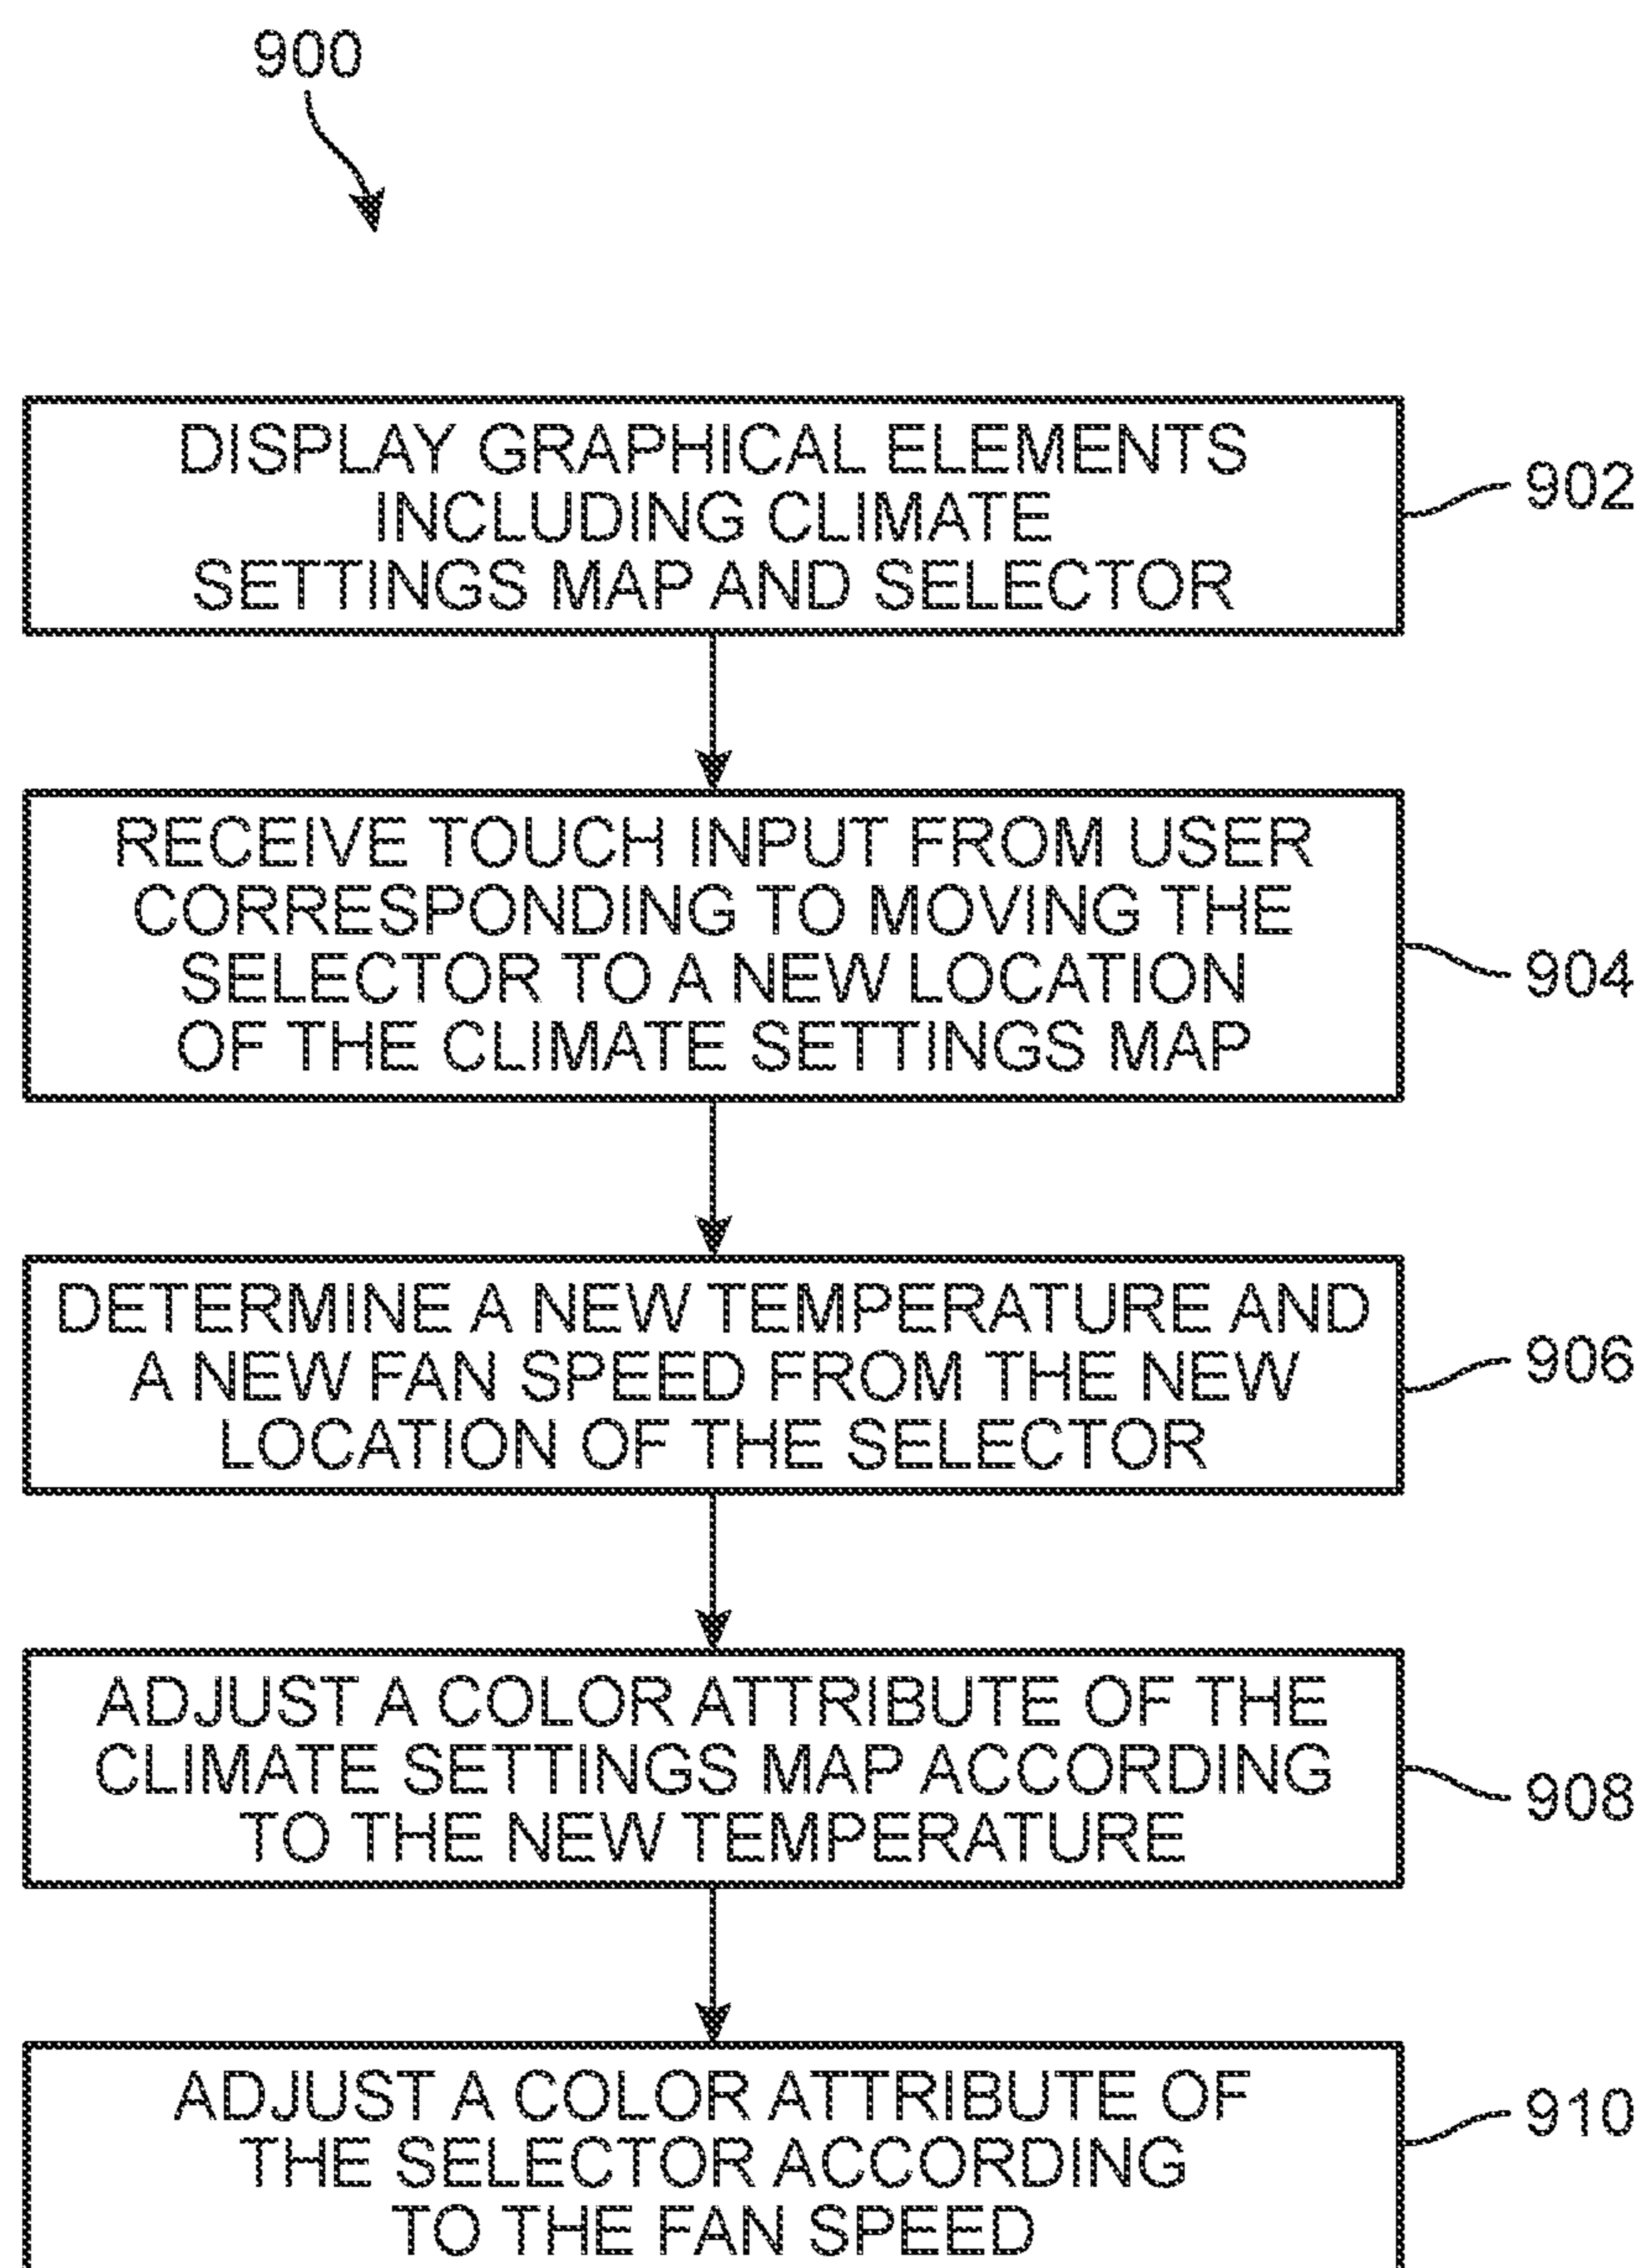 900
DISPLAY GRAPHICAL ELEMENTS
INCLUDING CLIMATE
SETTINGS MAP AND SELECTOR
902
RECEIVE TOUCH INPUT FROM USER
CORRESPONDING TO MOVING THE
SELECTOR TO A NEW LOCATION
OF THE CLIMATE SETTINGS MAP
904
DETERMINE A NEW TEMPERATURE AND
A NEW FAN SPEED FROM THE NEW
LOCATION OF THE SELECTOR
906
ADJUST A COLOR ATTRIBUTE OF THE
CLIMATE SETTINGS MAP ACCORDING
TO THE NEW TEMPERATURE
908
ADJUST A COLOR ATTRIBUTE OF
THE SELECTOR ACCORDING
TO THE FAN SPEED
910